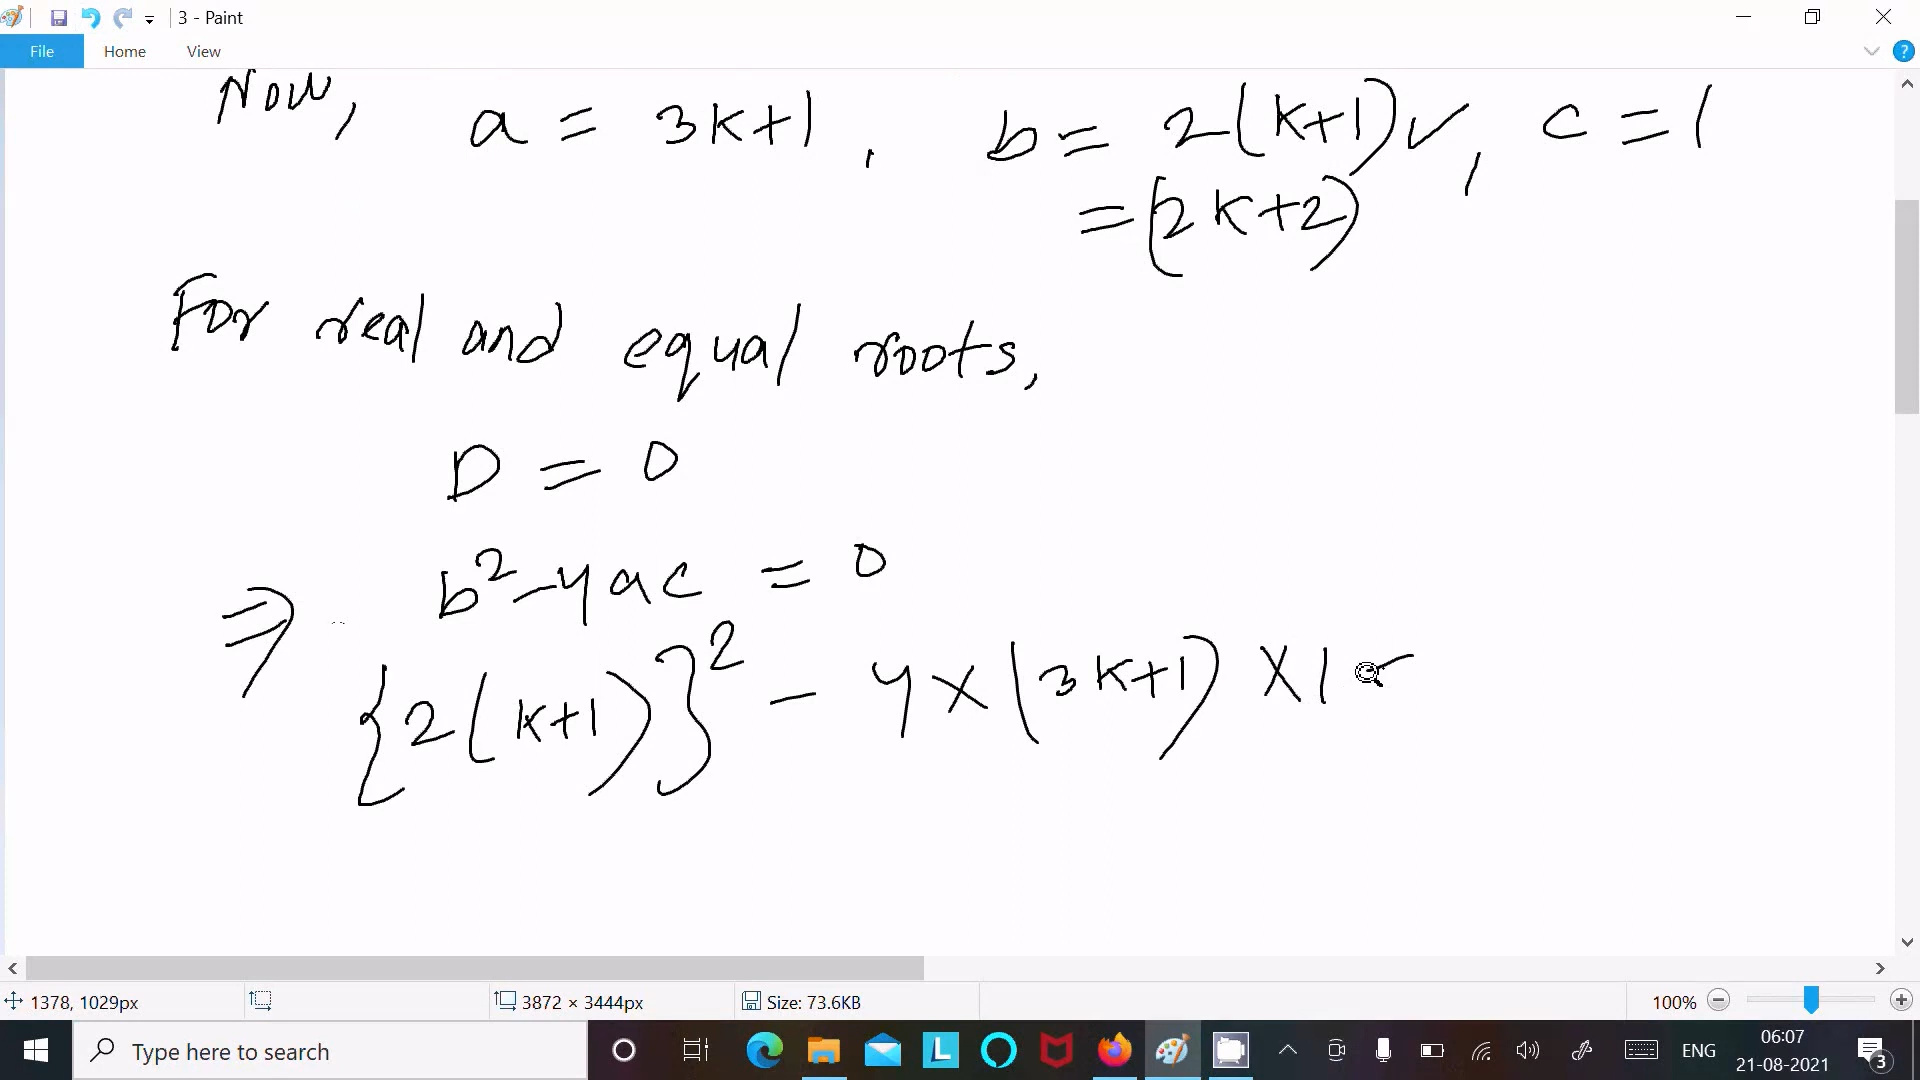 3 - Paint
File Home View
Now, a = 3k+1, b = 2(k+1)✓, c = 1
= (2k+2)
For real and equal roots,
D = 0
⇒ b² - 4ac = 0
{2(k+1)}² - 4 × (3k+1) × 1
1378, 1029px 3872 × 3444px Size: 73.6KB 100%
Type here to search ENG 06:07
21-08-2021 3